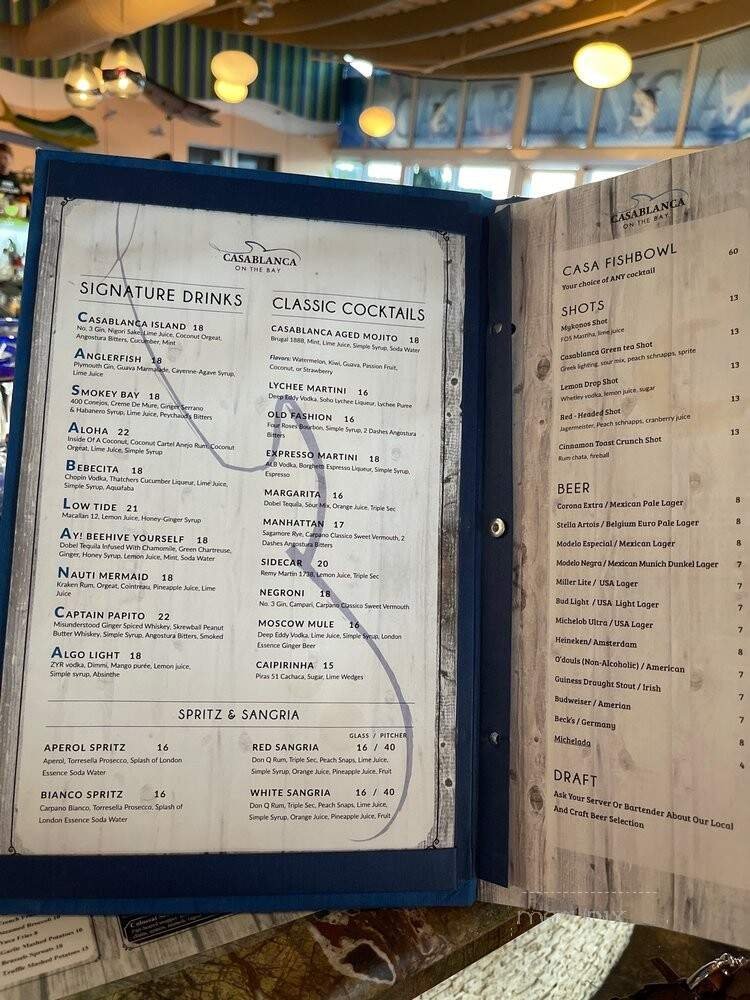 CASABLANCA
CASABLANCA
ON THE BAY
SIGNATURE DRINKS
CASABLANCA ISLAND 18
No. 3 Gin, Nigori Sake, Lime Juice, Coconut Orgeat,
Angostura Bitters, Cucumber, Mint
ANGLERFISH 18
Plymouth Gin, Guava Marmalade, Cayenne-Agave Syrup,
Lime Juice
SMOKEY BAY 18
400 Conejos, Creme De Mure, Ginger Serrano
& Habanero Syrup, Lime Juice, Peychaud's Bitters
ALOHA 22
Inside Of A Coconut, Coconut Cartel Anejo Rum, Coconut
Orgeat, Lime Juice, Simple Syrup
BEBECITA 18
Chopin Vodka, Thatchers Cucumber Liqueur, Lime Juice,
Simple Syrup, Aquafaba
LOW TIDE 21
Macallan 12, Lemon Juice, Honey-Ginger Syrup
AY! BEEHIVE YOURSELF 18
Dobel Tequila Infused With Chamomile, Green Chartreuse,
Ginger, Honey Syrup, Lemon Juice, Mint, Soda Water
NAUTI MERMAID 18
Kraken Rum, Orgeat, Cointreau, Pineapple Juice, Lime
Juice
CAPTAIN PAPITO 22
Misunderstood Ginger Spiced Whiskey, Skrewball Peanut
Butter Whiskey, Simple Syrup, Angostura Bitters, Smoked
ALGO LIGHT 18
ZYR vodka, Dimmi, Mango purée, Lemon juice,
Simple syrup, Absinthe
CLASSIC COCKTAILS
CASABLANCA AGED MOJITO 18
Brugal 1888, Mint, Lime Juice, Simple Syrup, Soda Water
Flavors: Watermelon, Kiwi, Guava, Passion Fruit,
Coconut, or Strawberry
LYCHEE MARTINI 16
Deep Eddy Vodka, Soho Lychee Liqueur, Lychee Puree
OLD FASHION 16
Four Roses Bourbon, Simple Syrup, 2 Dashes Angostura
Bitters
EXPRESSO MARTINI 18
ALB Vodka, Borghetti Espresso Liqueur, Simple Syrup,
Espresso
MARGARITA 16
Dobel Tequila, Sour Mix, Orange Juice, Triple Sec
MANHATTAN 17
Sagamore Rye, Carpano Classico Sweet Vermouth, 2
Dashes Angostura Bitters
SIDECAR 20
Remy Martin 1738, Lemon Juice, Triple Sec
NEGRONI 18
No. 3 Gin, Campari, Carpano Classico Sweet Vermouth
MOSCOW MULE 16
Deep Eddy Vodka, Lime Juice, Simple Syrup, London
Essence Ginger Beer
CAIPIRINHA 15
Piras 51 Cachaca, Sugar, Lime Wedges
SPRITZ & SANGRIA
APEROL SPRITZ 16
Aperol, Torresella Prosecco, Splash of London
Essence Soda Water
BIANCO SPRITZ 16
Carpano Bianco, Torresella Prosecco, Splash of
London Essence Soda Water
GLASS / PITCHER
RED SANGRIA 16 / 40
Don Q Rum, Triple Sec, Peach Snaps, Lime Juice,
Simple Syrup, Orange Juice, Pineapple Juice, Fruit
WHITE SANGRIA 16 / 40
Don Q Rum, Triple Sec, Peach Snaps, Lime Juice,
Simple Syrup, Orange Juice, Pineapple Juice, Fruit
CASABLANCA
ON THE BAY
CASA FISHBOWL 60
Your choice of ANY cocktail
SHOTS
Mykonos Shot 13
FOS Mastiha, lime juice
Casablanca Green tea Shot 13
Greek lighting, sour mix, peach schnapps, sprite
Lemon Drop Shot 13
Whetley vodka, lemon juice, sugar
Red - Headed Shot 13
Jagermeister, Peach schnapps, cranberry juice
Cinnamon Toast Crunch Shot 13
Rum chata, fireball
BEER
Corona Extra / Mexican Pale Lager 8
Stella Artois / Belgium Euro Pale Lager 8
Modelo Especial / Mexican Lager 8
Modelo Negra / Mexican Munich Dunkel Lager 7
Miller Lite / USA Lager 7
Bud Light / USA Light Lager 7
Michelob Ultra / USA Lager 7
Heineken/ Amsterdam 8
O'douls (Non-Alcoholic) / American 7
Guiness Draught Stout / Irish 7
Budweiser / Amerian 7
Beck's / Germany 8
Michelada 4
DRAFT
Ask Your Server Or Bartender About Our Local
And Craft Beer Selection
Yuca Fries 8
Garlic Mashed Potatoes 10
Brussels Sprouts 18
Truffle Mashed Potatoes 13